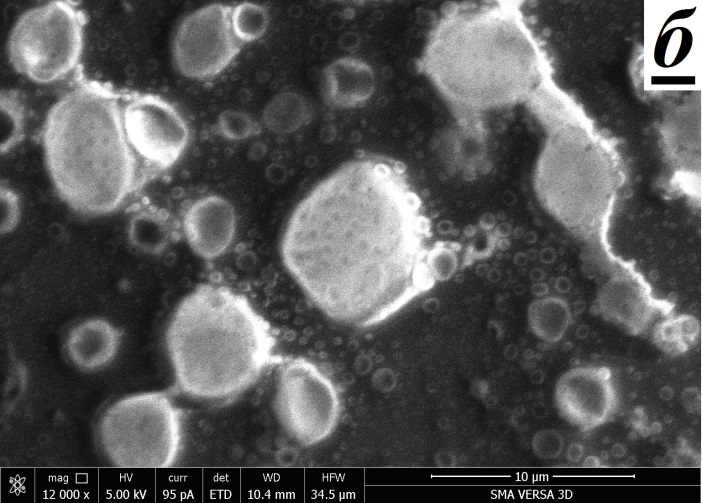 б
mag HV curr det WD HFW 10 µm
12 000 x 5.00 kV 95 pA ETD 10.4 mm 34.5 µm SMA VERSA 3D